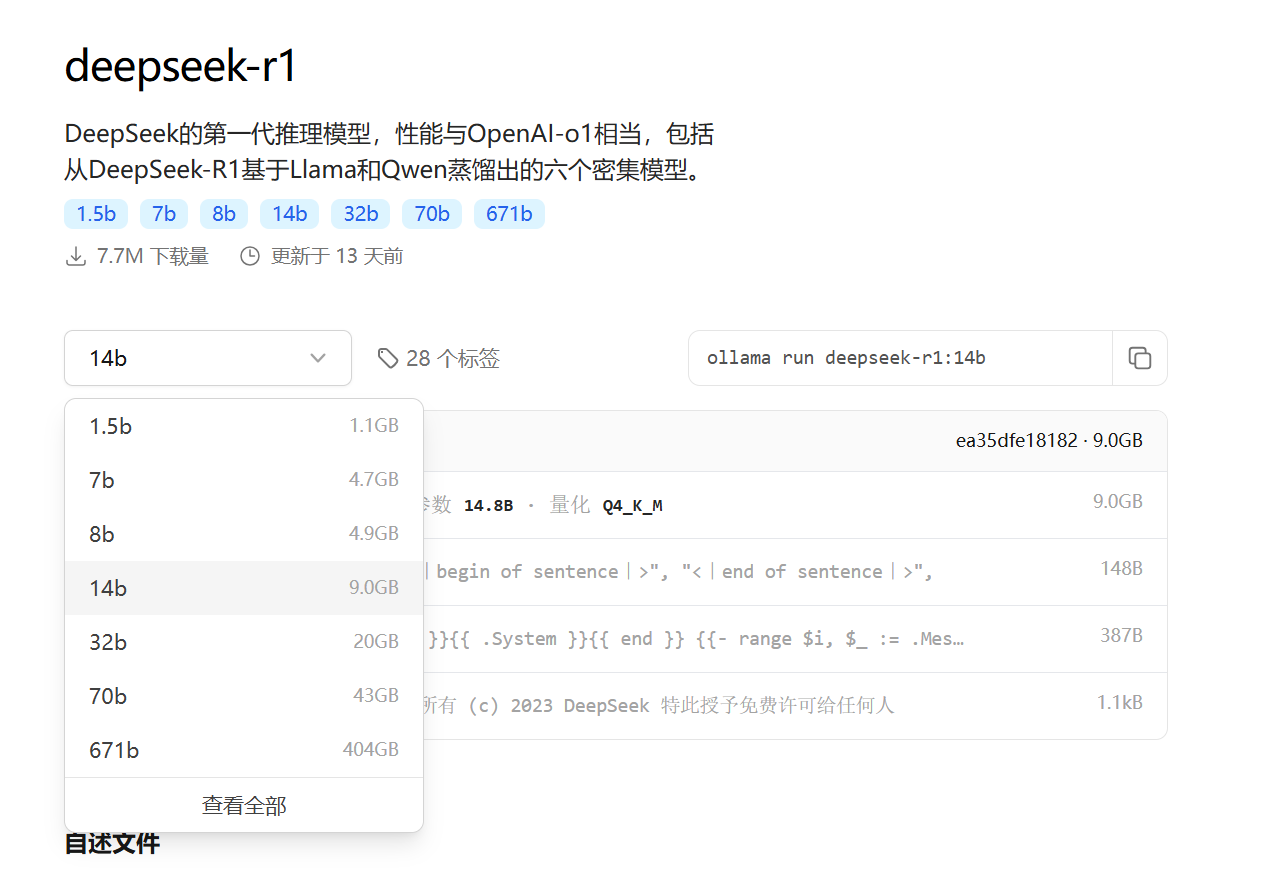 deepseek-r1
DeepSeek的第一代推理模型，性能与OpenAI-o1相当，包括
从DeepSeek-R1基于Llama和Qwen蒸馏出的六个密集模型。
1.5b 7b 8b 14b 32b 70b 671b
7.7M 下载量 更新于 13 天前
14b 28 个标签 ollama run deepseek-r1:14b
1.5b 1.1GB
7b 4.7GB
8b 4.9GB
14b 9.0GB
32b 20GB
70b 43GB
671b 404GB
查看全部
ea35dfe18182 · 9.0GB
参数 14.8B · 量化 Q4_K_M 9.0GB
｜begin of sentence｜>", "<｜end of sentence｜>", 148B
}}{{ .System }}{{ end }} {{- range $i, $_ := .Mes… 387B
所有 (c) 2023 DeepSeek 特此授予免费许可给任何人 1.1kB
自述文件